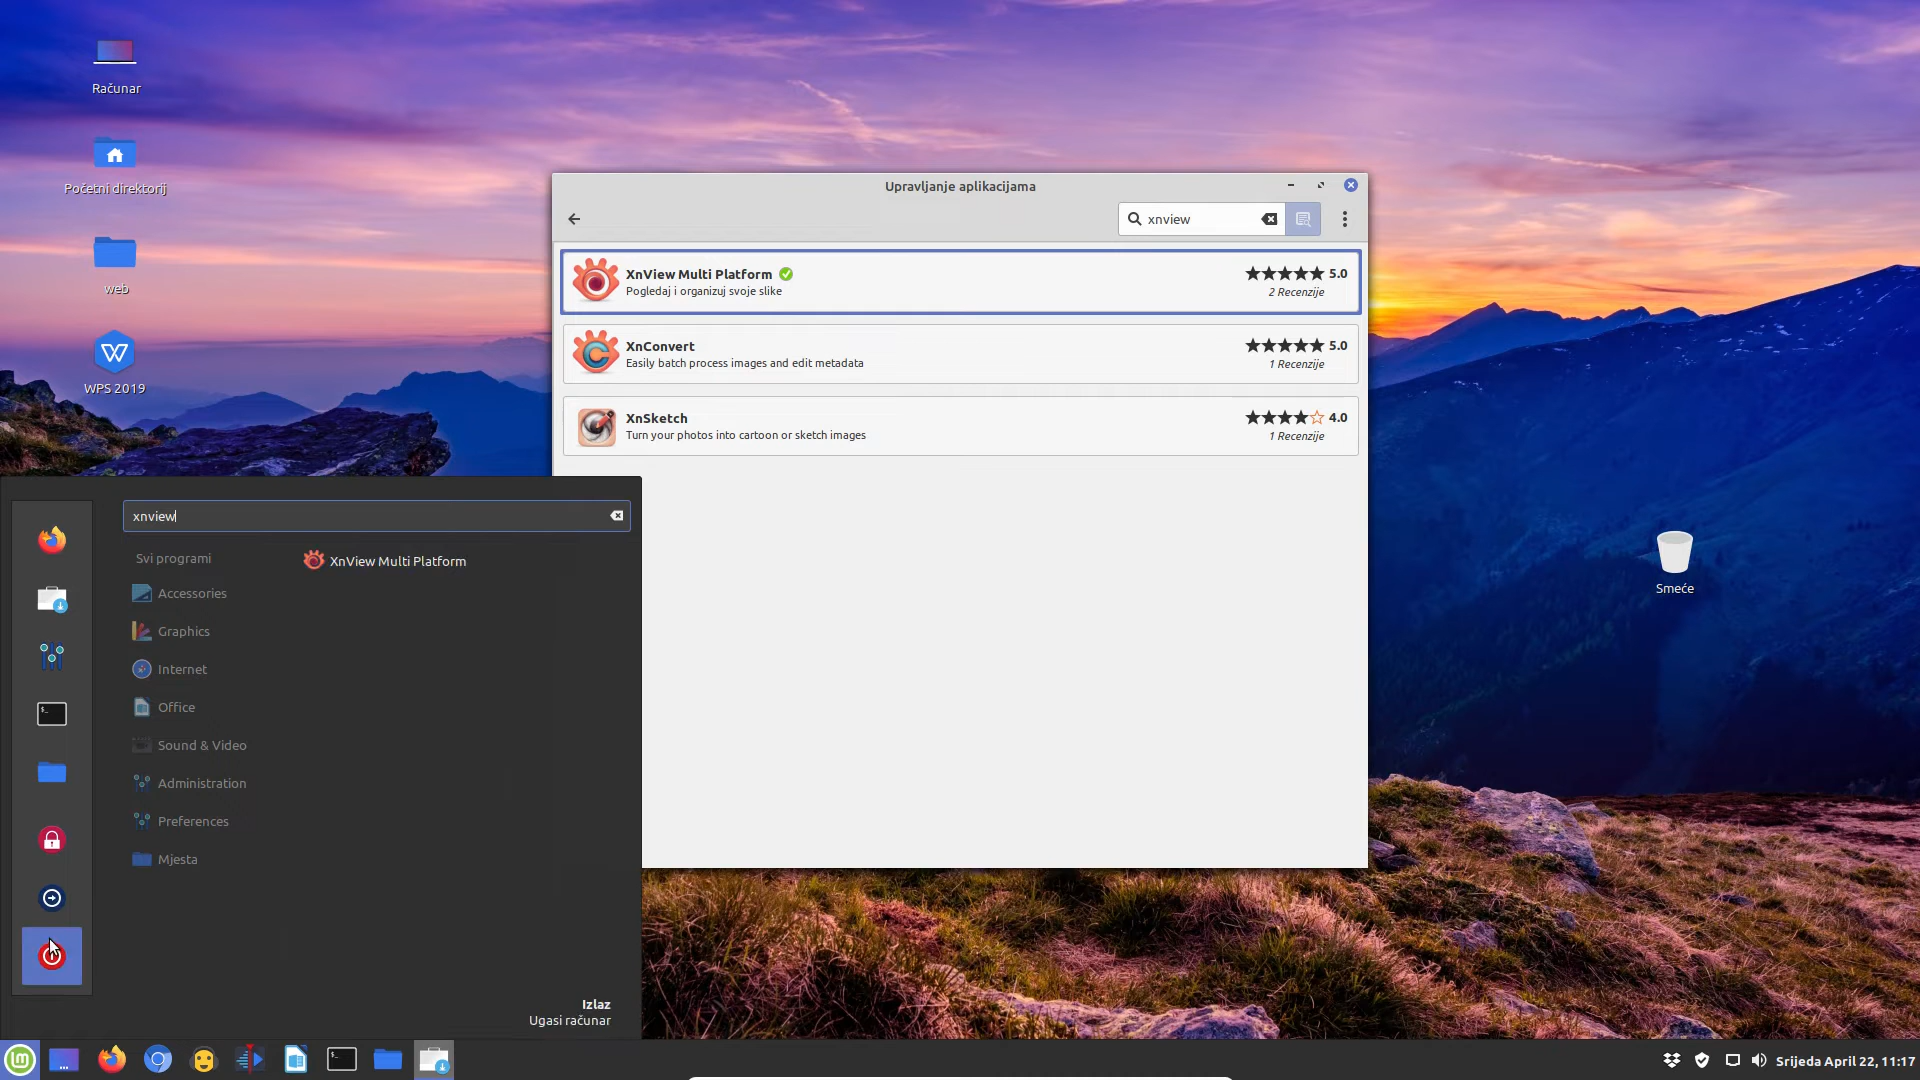 Računar
Početni direktorij
web
WPS 2019
Upravljanje aplikacijama
xnview
XnView Multi Platform
Pogledaj i organizuj svoje slike
5.0
2 Recenzije
XnConvert
Easily batch process images and edit metadata
5.0
1 Recenzije
XnSketch
Turn your photos into cartoon or sketch images
4.0
1 Recenzije
Smeće
xnview
Svi programi
XnView Multi Platform
Accessories
Graphics
Internet
Office
Sound & Video
Administration
Preferences
Mjesta
Izlaz
Ugasi računar
Srijeda April 22, 11:17